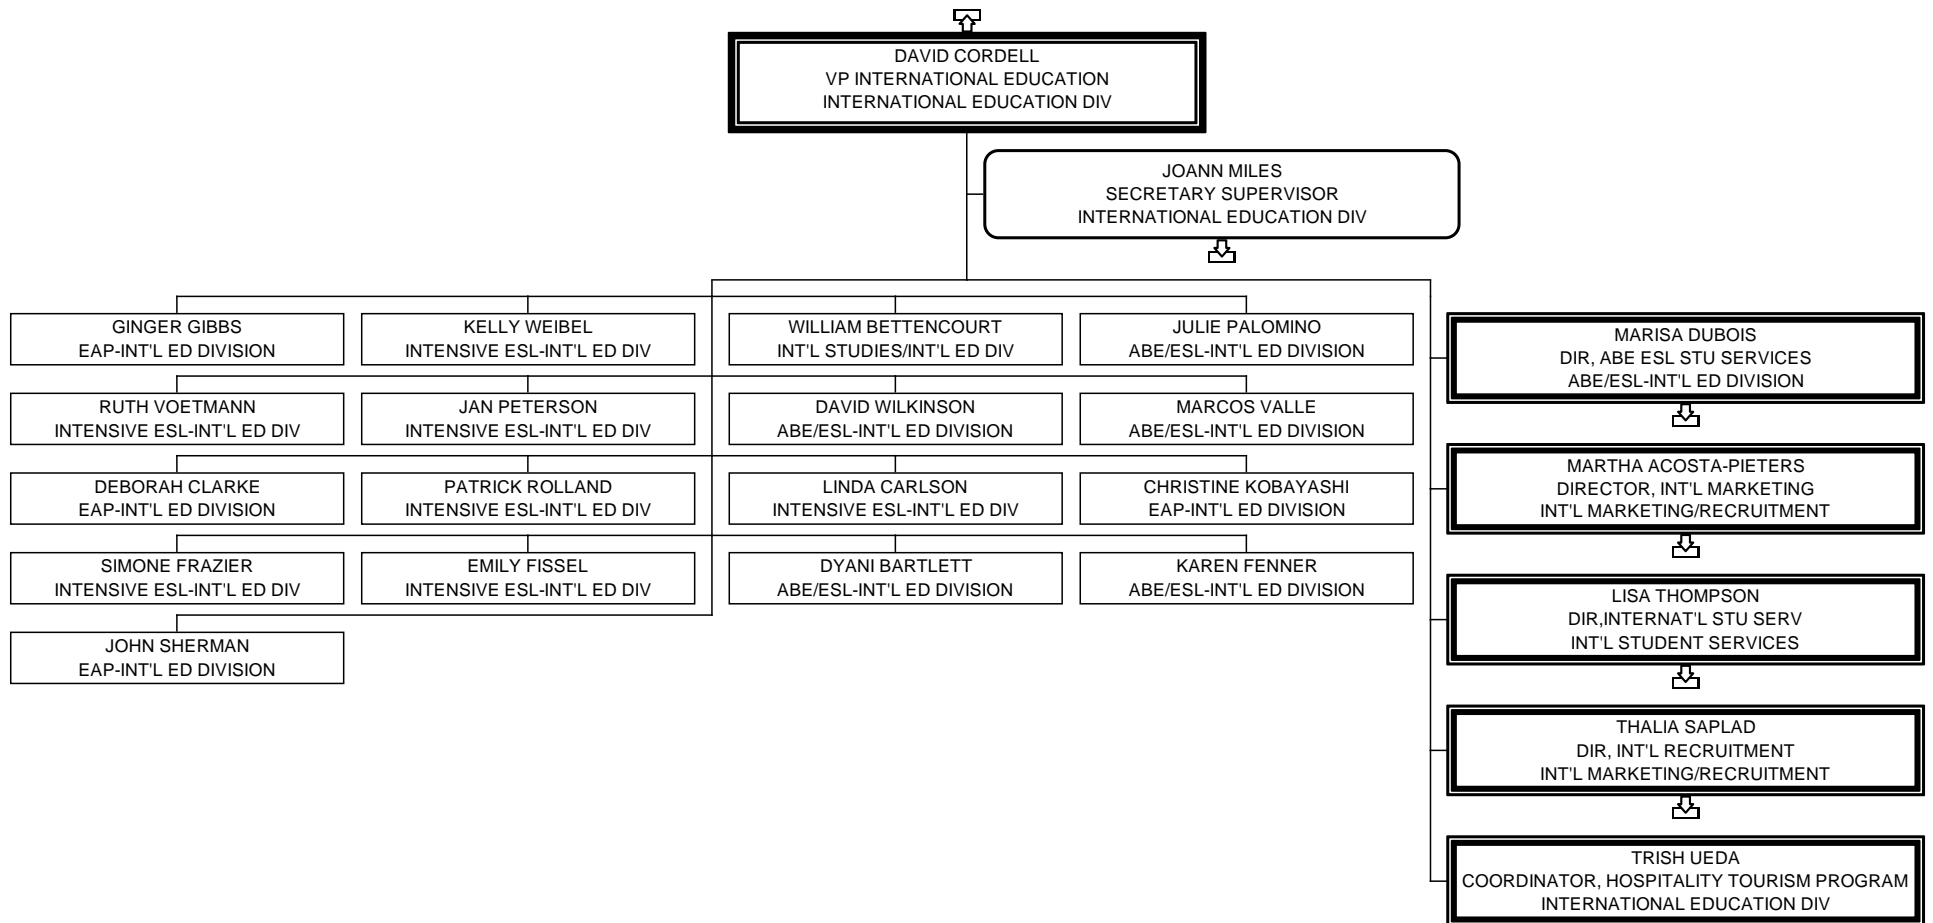 DAVID CORDELL
VP INTERNATIONAL EDUCATION
INTERNATIONAL EDUCATION DIV
JOANN MILES
SECRETARY SUPERVISOR
INTERNATIONAL EDUCATION DIV
GINGER GIBBS
EAP-INT'L ED DIVISION
KELLY WEIBEL
INTENSIVE ESL-INT'L ED DIV
WILLIAM BETTENCOURT
INT'L STUDIES/INT'L ED DIV
JULIE PALOMINO
ABE/ESL-INT'L ED DIVISION
RUTH VOETMANN
INTENSIVE ESL-INT'L ED DIV
JAN PETERSON
INTENSIVE ESL-INT'L ED DIV
DAVID WILKINSON
ABE/ESL-INT'L ED DIVISION
MARCOS VALLE
ABE/ESL-INT'L ED DIVISION
DEBORAH CLARKE
EAP-INT'L ED DIVISION
PATRICK ROLLAND
INTENSIVE ESL-INT'L ED DIV
LINDA CARLSON
INTENSIVE ESL-INT'L ED DIV
CHRISTINE KOBAYASHI
EAP-INT'L ED DIVISION
SIMONE FRAZIER
INTENSIVE ESL-INT'L ED DIV
EMILY FISSEL
INTENSIVE ESL-INT'L ED DIV
DYANI BARTLETT
ABE/ESL-INT'L ED DIVISION
KAREN FENNER
ABE/ESL-INT'L ED DIVISION
JOHN SHERMAN
EAP-INT'L ED DIVISION
MARISA DUBOIS
DIR, ABE ESL STU SERVICES
ABE/ESL-INT'L ED DIVISION
MARTHA ACOSTA-PIETERS
DIRECTOR, INT'L MARKETING
INT'L MARKETING/RECRUITMENT
LISA THOMPSON
DIR,INTERNAT'L STU SERV
INT'L STUDENT SERVICES
THALIA SAPLAD
DIR, INT'L RECRUITMENT
INT'L MARKETING/RECRUITMENT
TRISH UEDA
COORDINATOR, HOSPITALITY TOURISM PROGRAM
INTERNATIONAL EDUCATION DIV